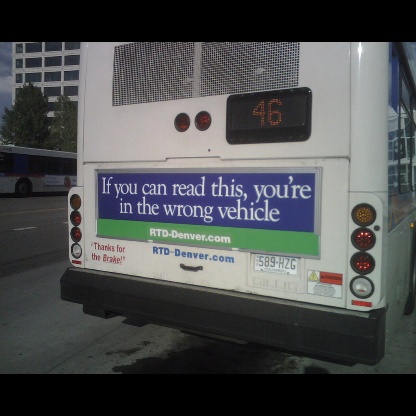 46
If you can read this, you're
in the wrong vehicle
RTD-Denver.com
"Thanks for
the Brake!"
RTD-Denver.com
589-HZG